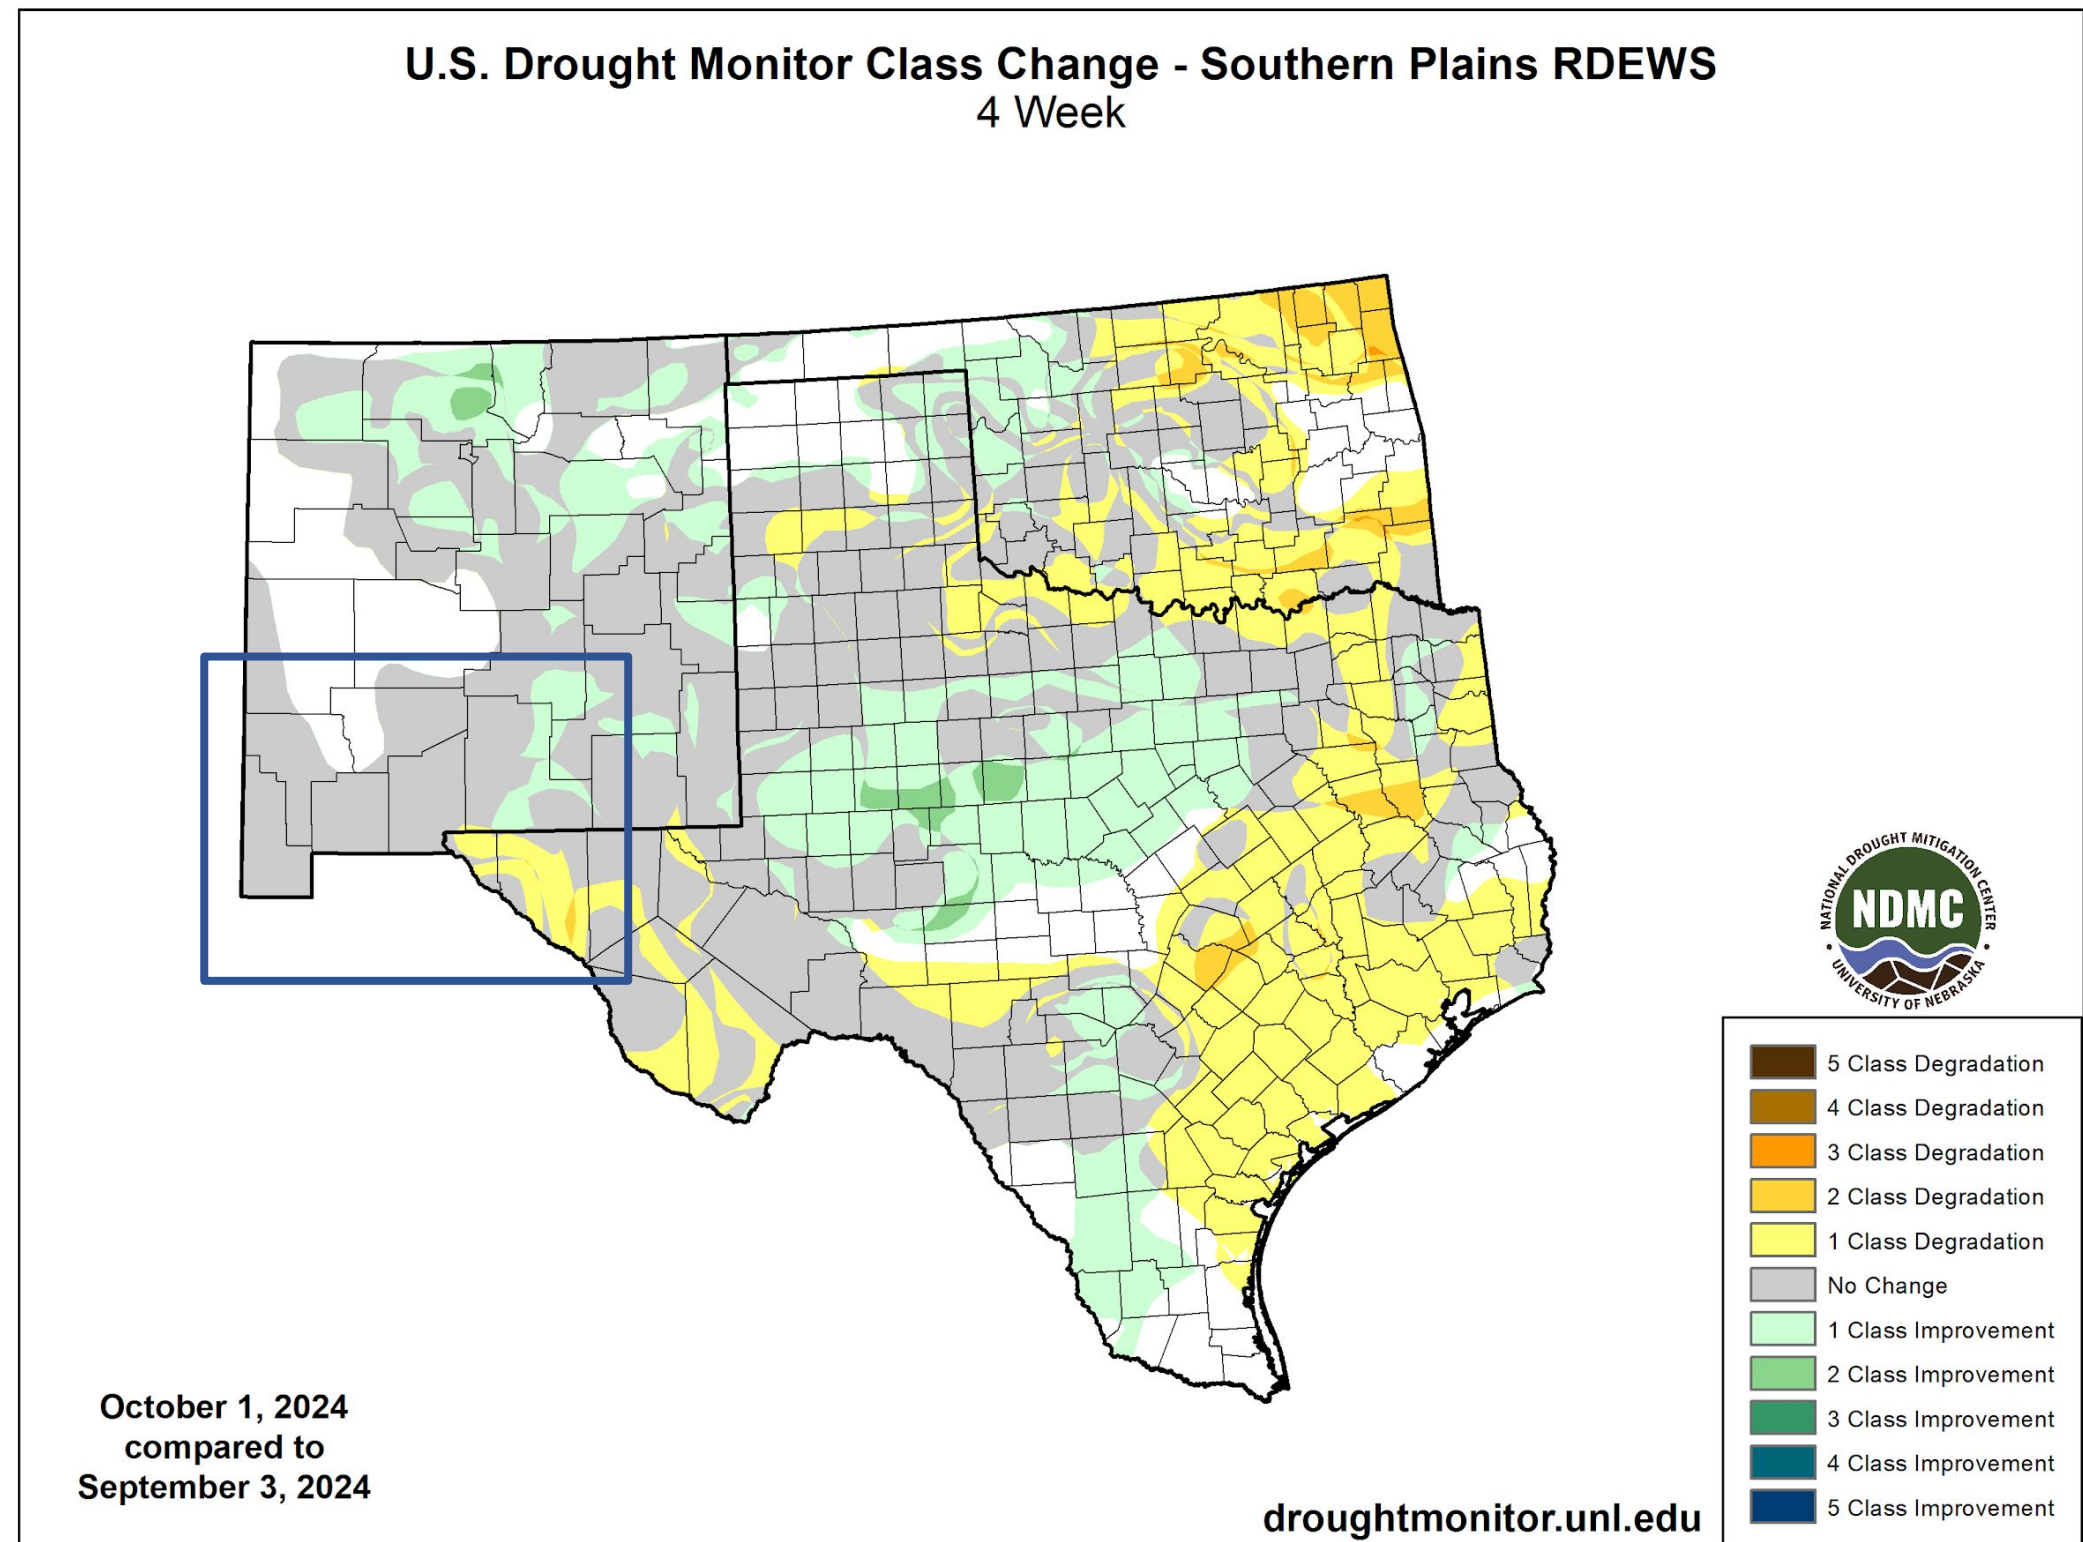 U.S. Drought Monitor Class Change - Southern Plains RDEWS
4 Week
NATIONAL DROUGHT MITIGATION CENTER
NDMC
UNIVERSITY OF NEBRASKA
5 Class Degradation
4 Class Degradation
3 Class Degradation
2 Class Degradation
1 Class Degradation
No Change
1 Class Improvement
2 Class Improvement
3 Class Improvement
4 Class Improvement
5 Class Improvement
October 1, 2024
compared to
September 3, 2024
droughtmonitor.unl.edu